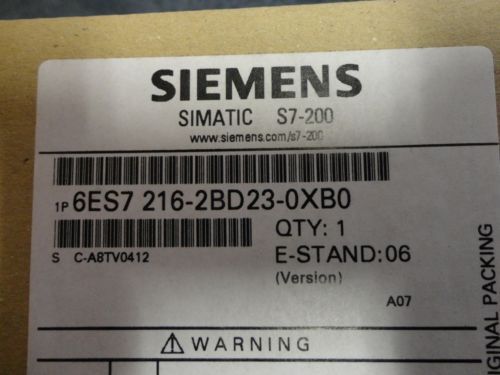 SIEMENS
SIMATIC S7-200
www.siemens.com/s7-200
1P 6ES7 216-2BD23-0XB0
QTY: 1
S C-A8TV0412
E-STAND: 06
(Version)
A07
WARNING
ORIGINAL PACKING